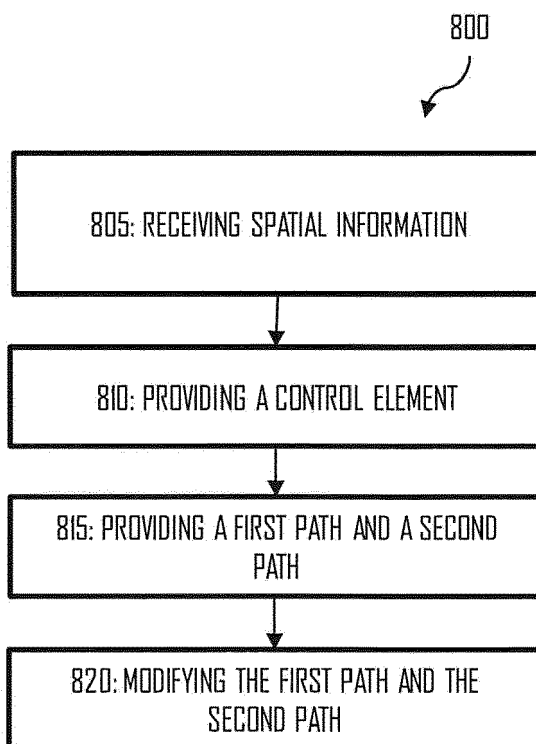 800
805: RECEIVING SPATIAL INFORMATION
810: PROVIDING A CONTROL ELEMENT
815: PROVIDING A FIRST PATH AND A SECOND
PATH
820: MODIFYING THE FIRST PATH AND THE
SECOND PATH